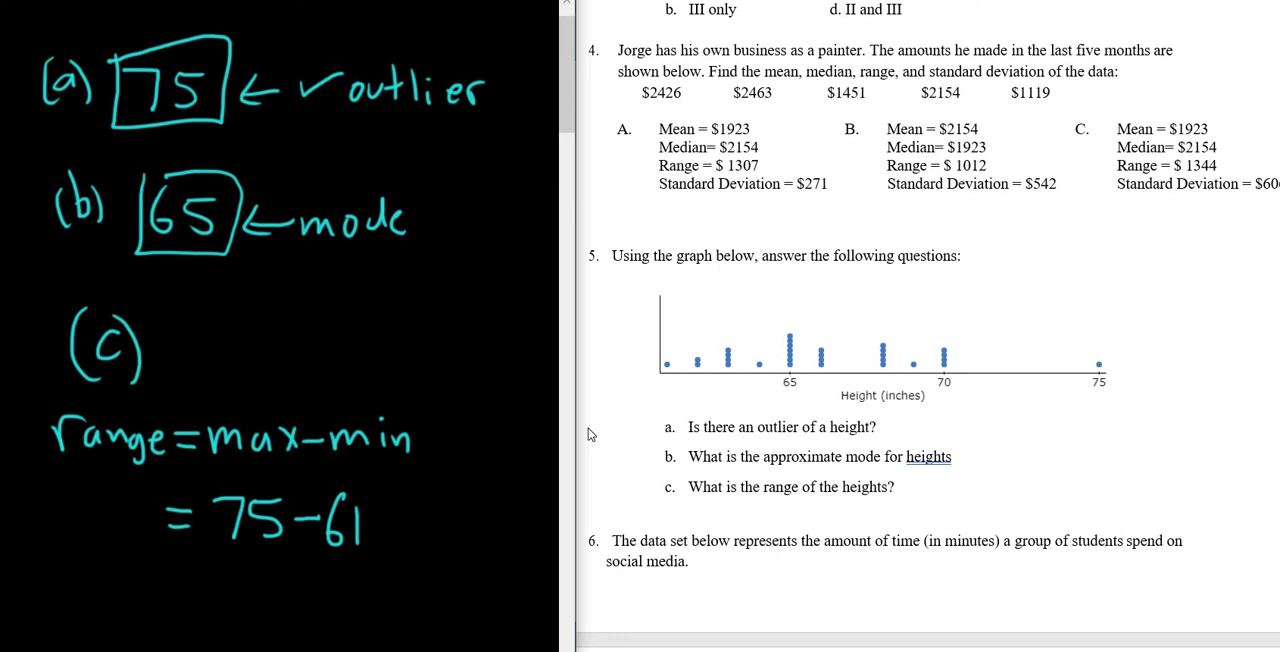 (a) 75 ← ✓ outlier
(b) 65 ← mode
(c)
range = max - min
= 75 - 61
b. III only d. II and III
4. Jorge has his own business as a painter. The amounts he made in the last five months are
shown below. Find the mean, median, range, and standard deviation of the data:
$2426 $2463 $1451 $2154 $1119
A. Mean = $1923 B. Mean = $2154 C. Mean = $1923
Median= $2154 Median= $1923 Median= $2154
Range = $ 1307 Range = $ 1012 Range = $ 1344
Standard Deviation = $271 Standard Deviation = $542 Standard Deviation = $60
5. Using the graph below, answer the following questions:
65 70 75
Height (inches)
a. Is there an outlier of a height?
b. What is the approximate mode for heights
c. What is the range of the heights?
6. The data set below represents the amount of time (in minutes) a group of students spend on
social media.